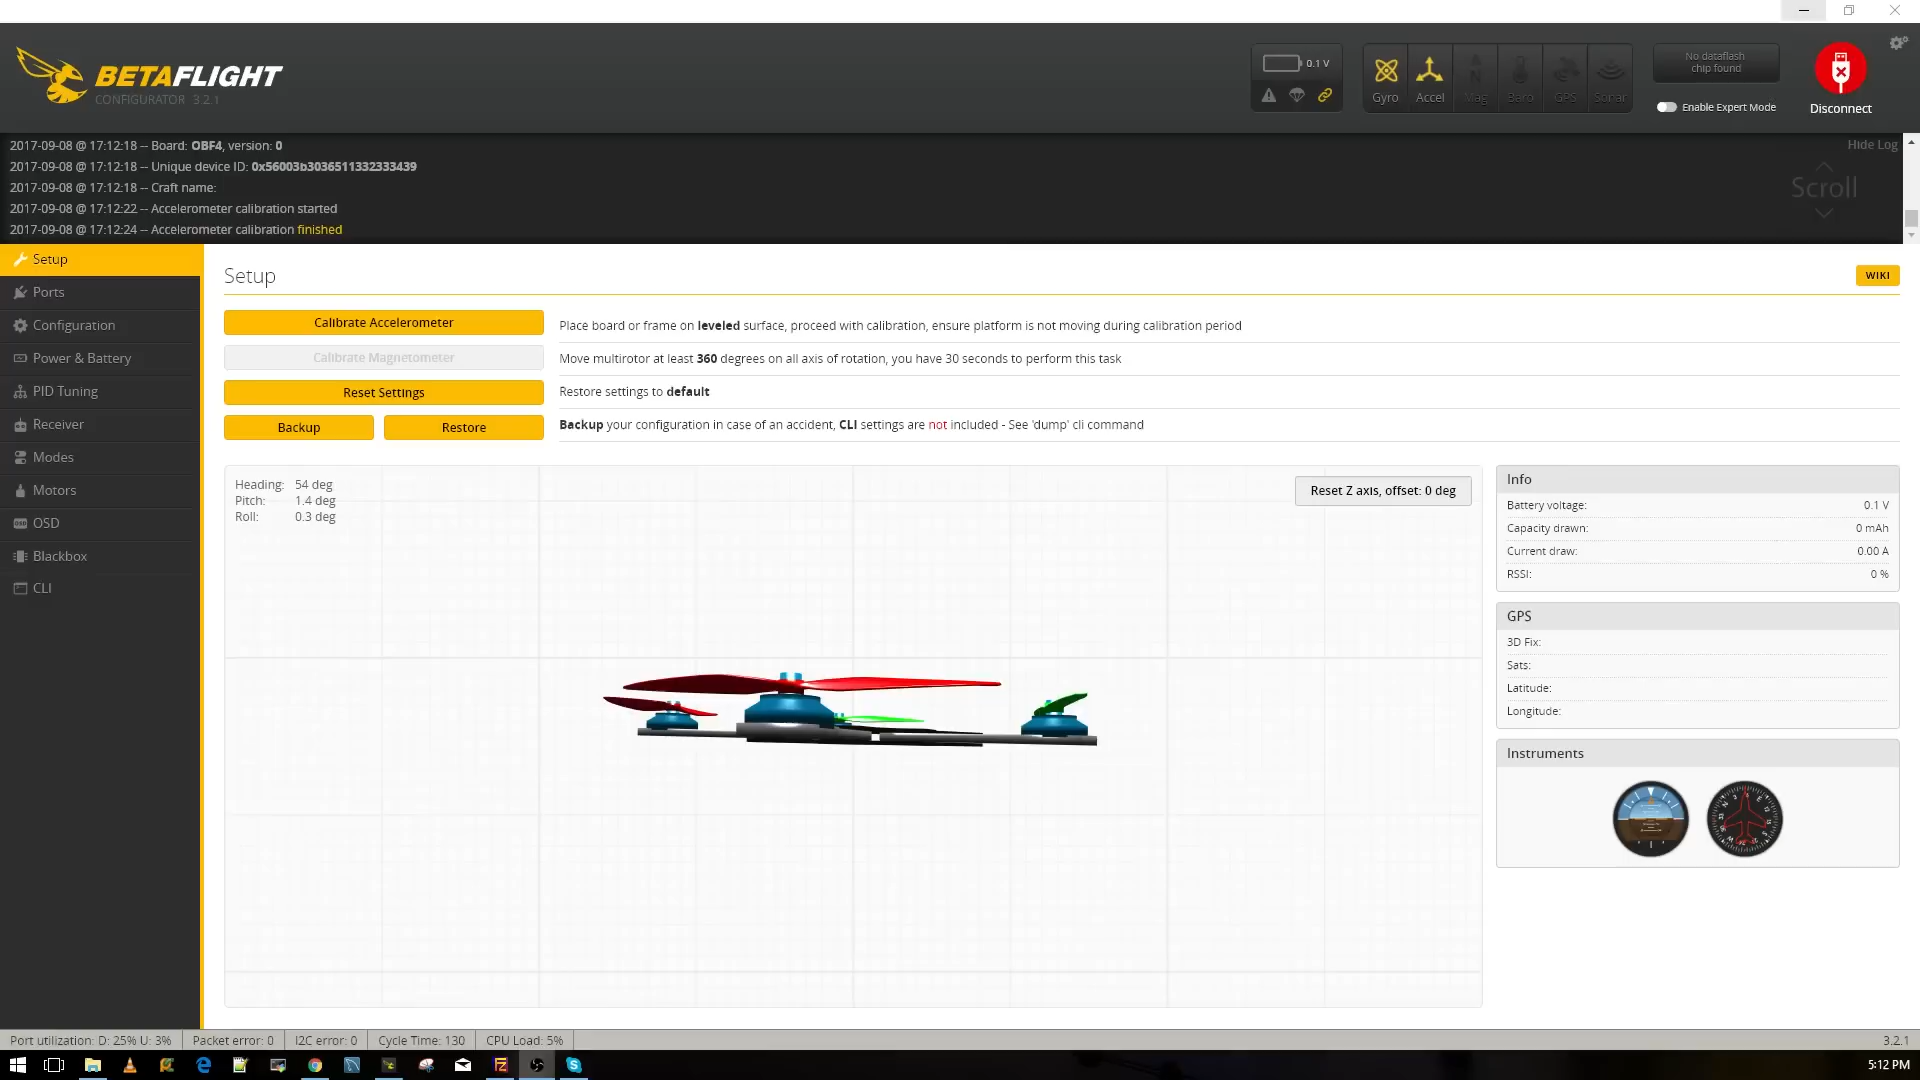 BETAFLIGHT
CONFIGURATOR 3.2.1
0.1 V
Gyro
Accel
Mag
Baro
GPS
Sonar
No dataflash
chip found
Enable Expert Mode
Disconnect
2017-09-08 @ 17:12:18 -- Board: OBF4, version: 0
Hide Log
2017-09-08 @ 17:12:18 -- Unique device ID: 0x56003b3036511332333439
2017-09-08 @ 17:12:18 -- Craft name:
Scroll
2017-09-08 @ 17:12:22 -- Accelerometer calibration started
2017-09-08 @ 17:12:24 -- Accelerometer calibration finished
Setup
Ports
Configuration
Power & Battery
PID Tuning
Receiver
Modes
Motors
OSD
Blackbox
CLI
Setup
WIKI
Calibrate Accelerometer
Place board or frame on leveled surface, proceed with calibration, ensure platform is not moving during calibration period
Calibrate Magnetometer
Move multirotor at least 360 degrees on all axis of rotation, you have 30 seconds to perform this task
Reset Settings
Restore settings to default
Backup
Restore
Backup your configuration in case of an accident, CLI settings are not included - See 'dump' cli command
Heading: 54 deg
Pitch: 1.4 deg
Roll: 0.3 deg
Reset Z axis, offset: 0 deg
Info
Battery voltage: 0.1 V
Capacity drawn: 0 mAh
Current draw: 0.00 A
RSSI: 0 %
GPS
3D Fix:
Sats:
Latitude:
Longitude:
Instruments
Port utilization: D: 25% U: 3%
Packet error: 0
I2C error: 0
Cycle Time: 130
CPU Load: 5%
3.2.1
5:12 PM